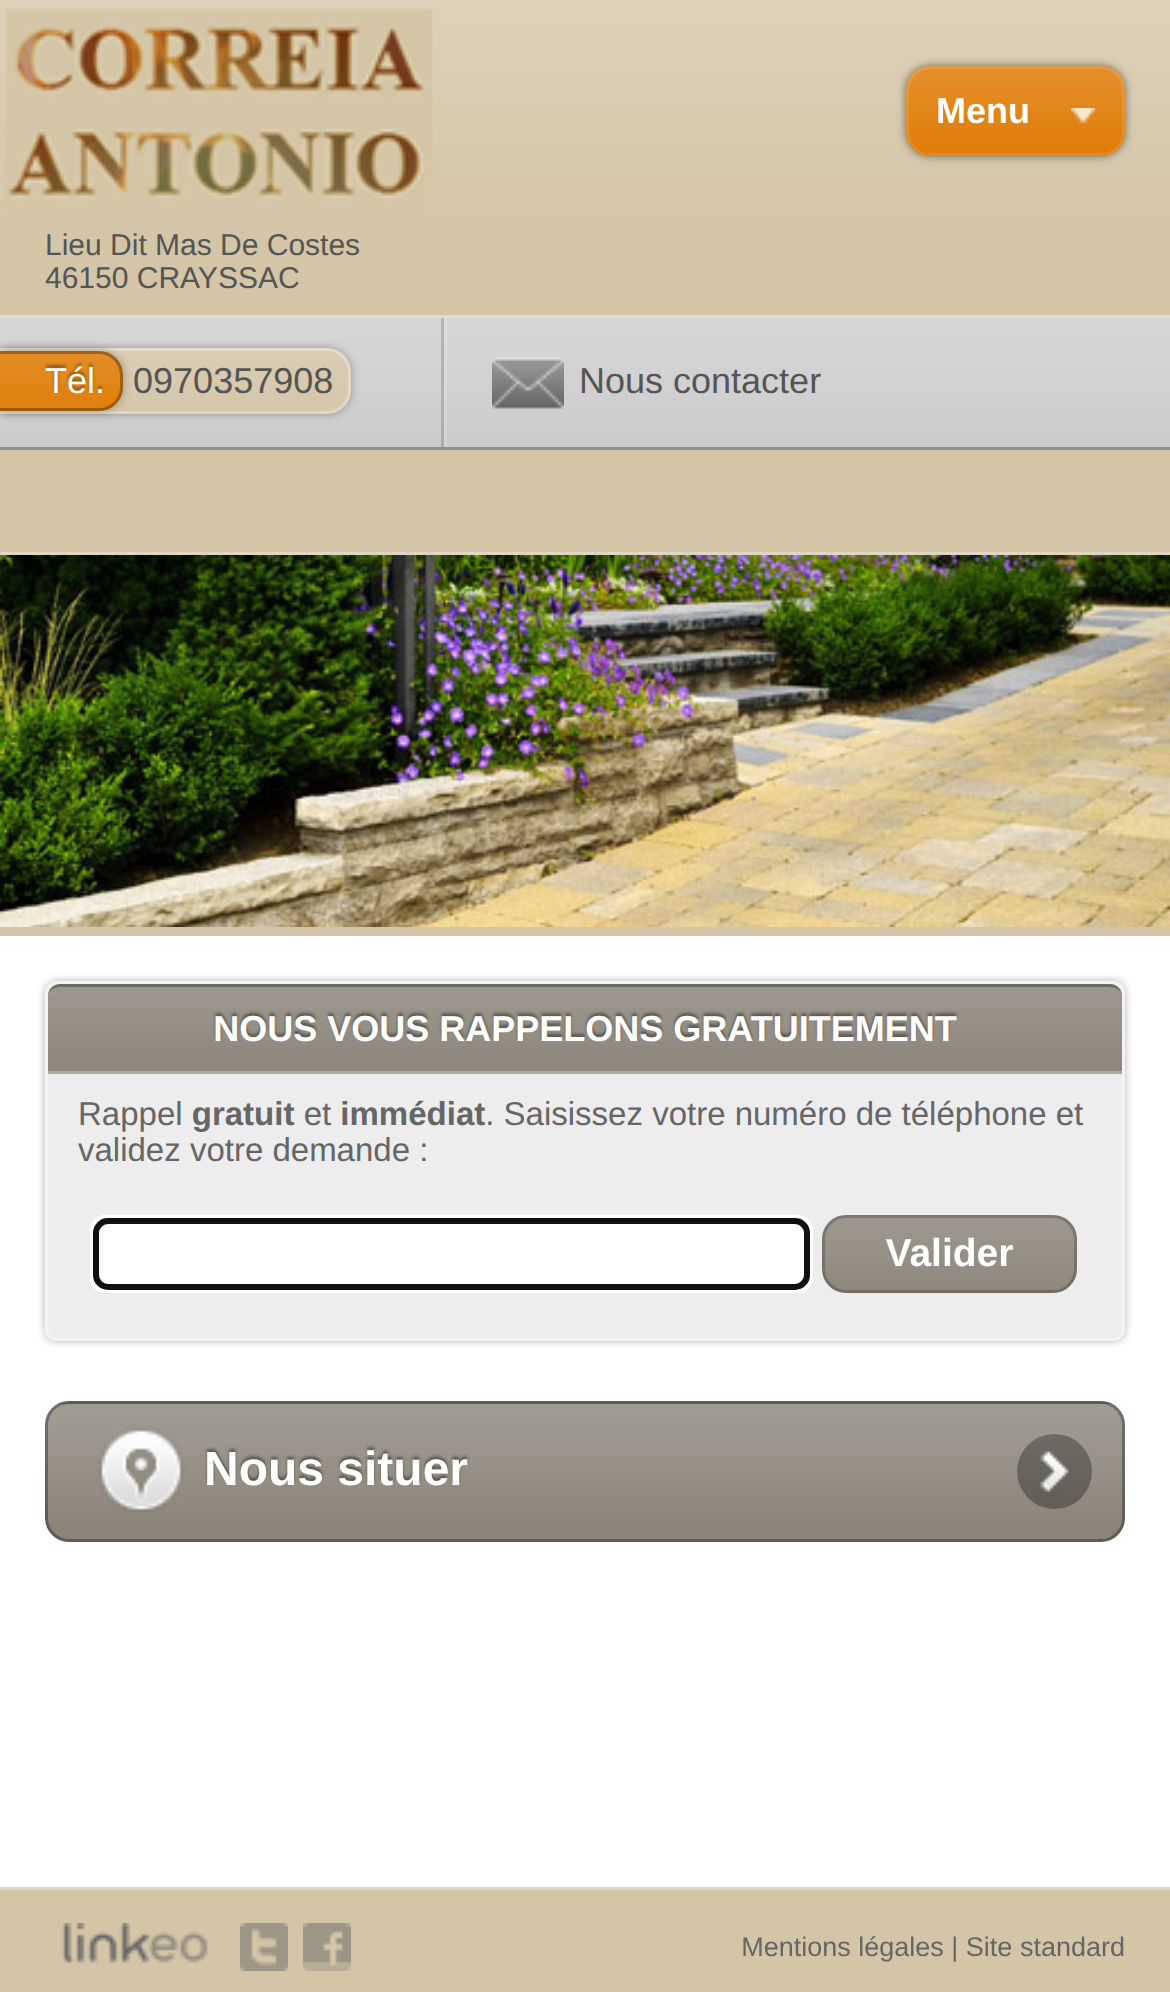 CORREIA
ANTONIO
Menu
Lieu Dit Mas De Costes
46150 CRAYSSAC
Tél. 0970357908
Nous contacter
NOUS VOUS RAPPELONS GRATUITEMENT
Rappel gratuit et immédiat. Saisissez votre numéro de téléphone et
validez votre demande :
Valider
Nous situer
linkeo
Mentions légales | Site standard